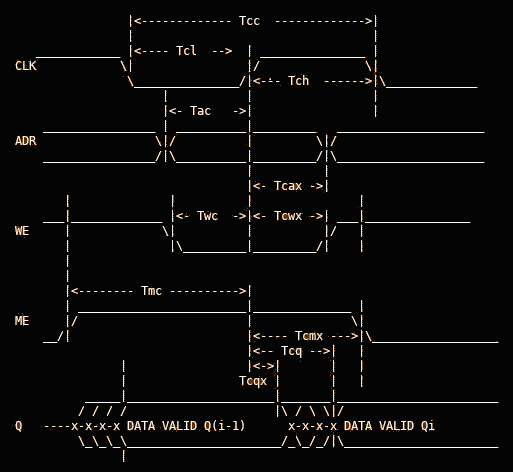 Tcc
Tcl
CLK
Tch
Tac
ADR
Tcax
Twc Tcwx
WE
Tmc
ME
Tcmx
Tcq
Tcqx
Q ----x-x-x-x DATA VALID Q(i-1) x-x-x-x DATA VALID Qi